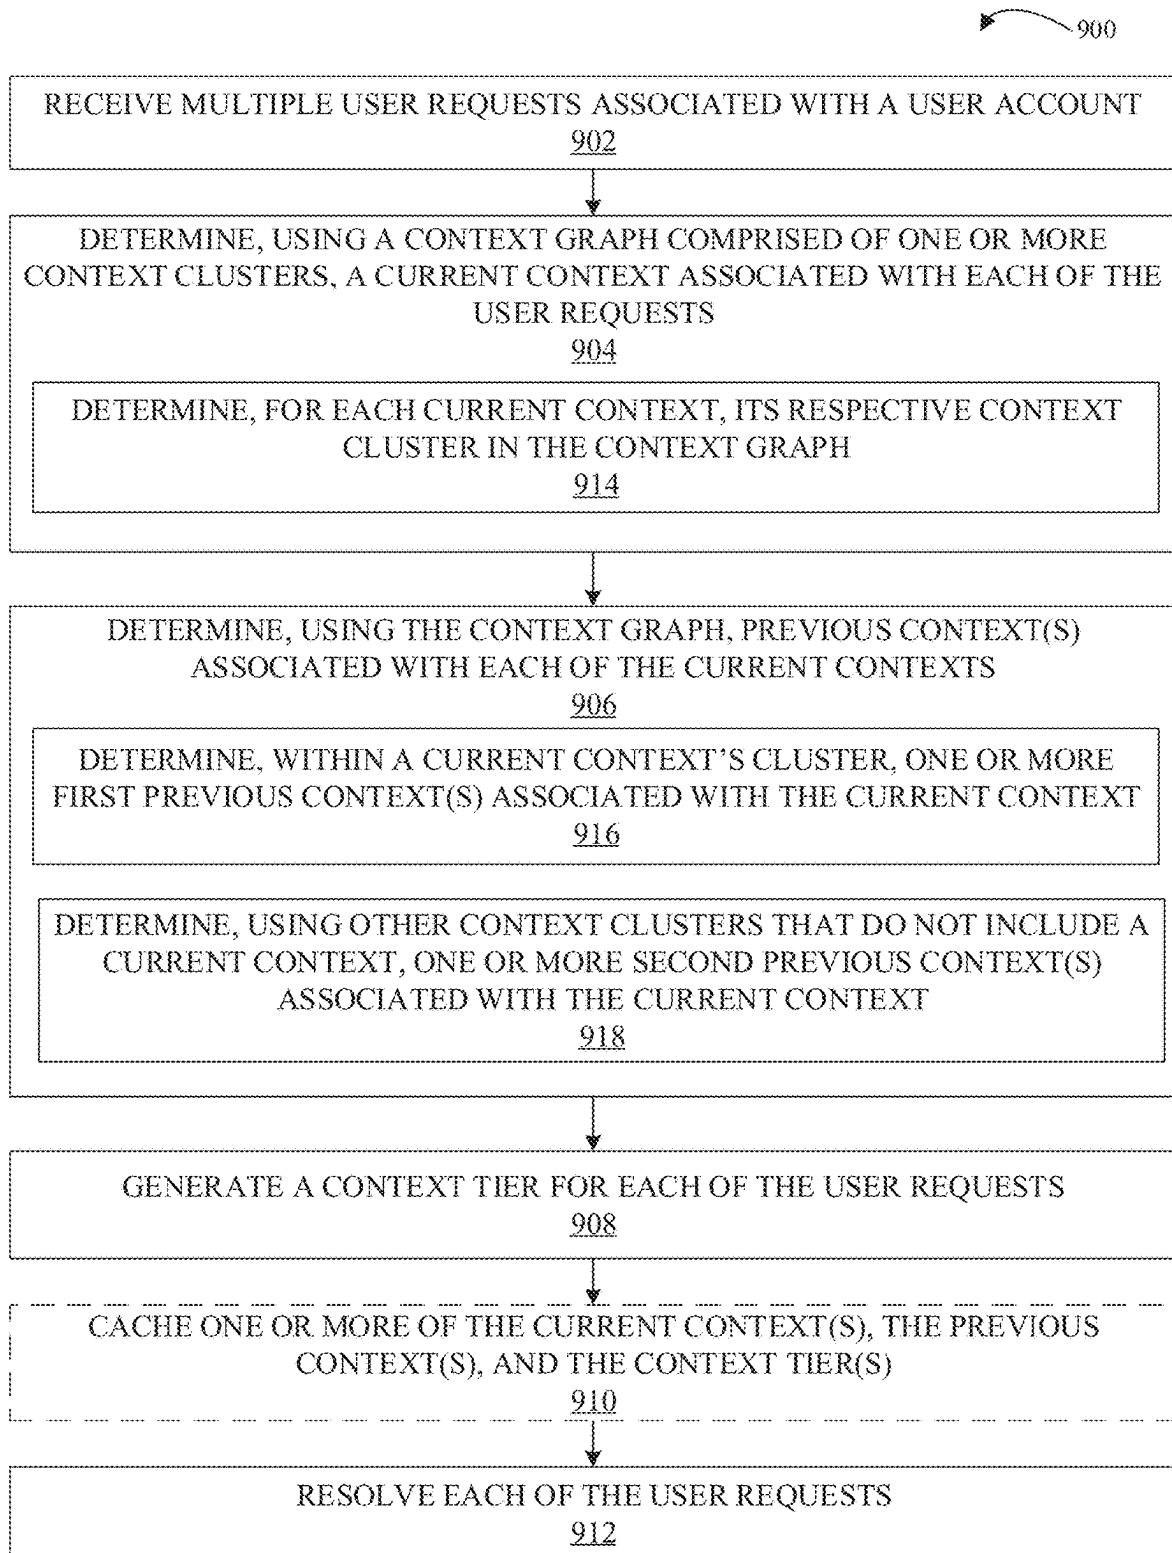 900
RECEIVE MULTIPLE USER REQUESTS ASSOCIATED WITH A USER ACCOUNT
902
DETERMINE, USING A CONTEXT GRAPH COMPRISED OF ONE OR MORE
CONTEXT CLUSTERS, A CURRENT CONTEXT ASSOCIATED WITH EACH OF THE
USER REQUESTS
904
DETERMINE, FOR EACH CURRENT CONTEXT, ITS RESPECTIVE CONTEXT
CLUSTER IN THE CONTEXT GRAPH
914
DETERMINE, USING THE CONTEXT GRAPH, PREVIOUS CONTEXT(S)
ASSOCIATED WITH EACH OF THE CURRENT CONTEXTS
906
DETERMINE, WITHIN A CURRENT CONTEXT'S CLUSTER, ONE OR MORE
FIRST PREVIOUS CONTEXT(S) ASSOCIATED WITH THE CURRENT CONTEXT
916
DETERMINE, USING OTHER CONTEXT CLUSTERS THAT DO NOT INCLUDE A
CURRENT CONTEXT, ONE OR MORE SECOND PREVIOUS CONTEXT(S)
ASSOCIATED WITH THE CURRENT CONTEXT
918
GENERATE A CONTEXT TIER FOR EACH OF THE USER REQUESTS
908
CACHE ONE OR MORE OF THE CURRENT CONTEXT(S), THE PREVIOUS
CONTEXT(S), AND THE CONTEXT TIER(S)
910
RESOLVE EACH OF THE USER REQUESTS
912